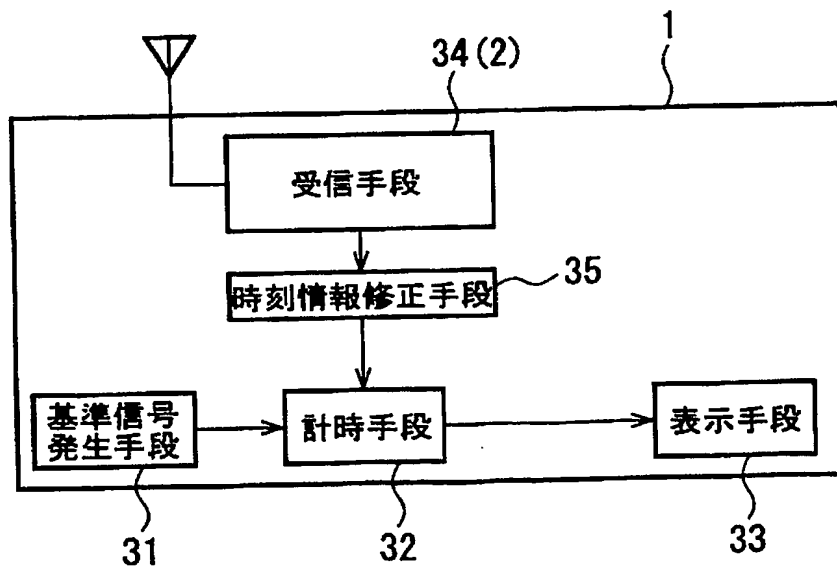 1
34(2)
受信手段
時刻情報修正手段
35
基準信号
発生手段
計時手段
表示手段
31
32
33